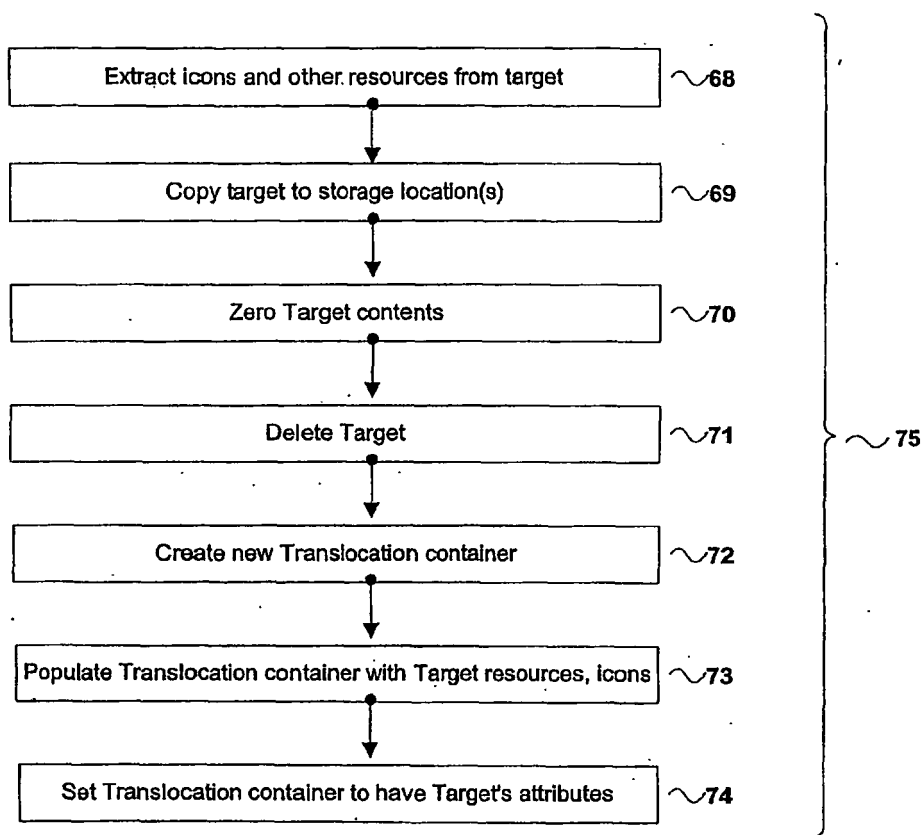 Extract icons and other resources from target 68
Copy target to storage location(s) 69
Zero Target contents 70
Delete Target 71
75
Create new Translocation container 72
Populate Translocation container with Target resources, icons 73
Set Translocation container to have Target's attributes 74